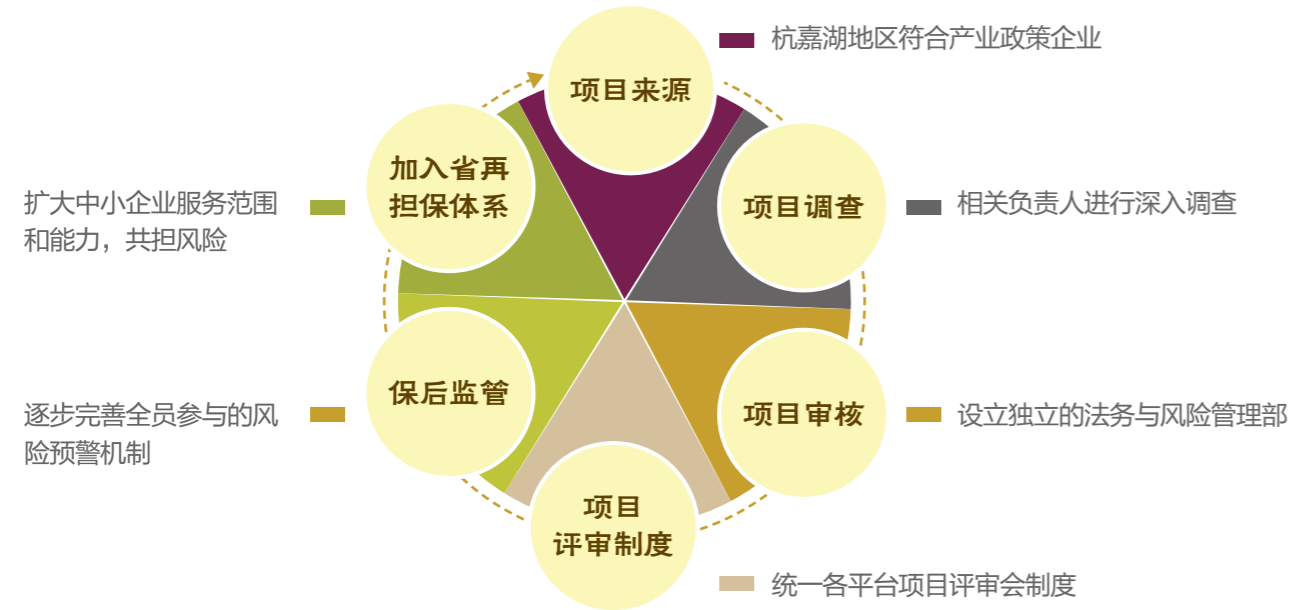 项目来源
杭嘉湖地区符合产业政策企业
项目调查
相关负责人进行深入调查
项目审核
设立独立的法务与风险管理部
项目
评审制度
统一各平台项目评审会制度
保后监管
逐步完善全员参与的风
险预警机制
加入省再
担保体系
扩大中小企业服务范围
和能力，共担风险